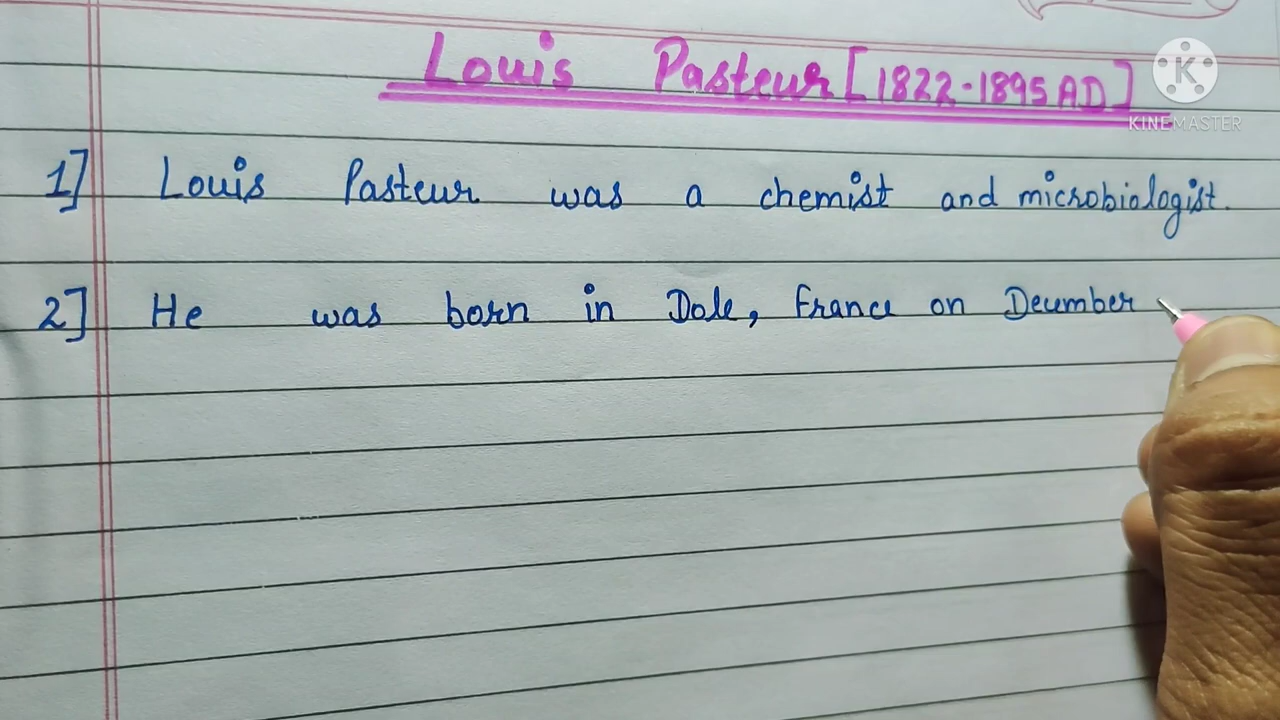 Louis Pasteur [1822-1895 AD]
KINEMASTER
1] Louis Pasteur was a chemist and microbiologist.
2] He was born in Dole, France on December